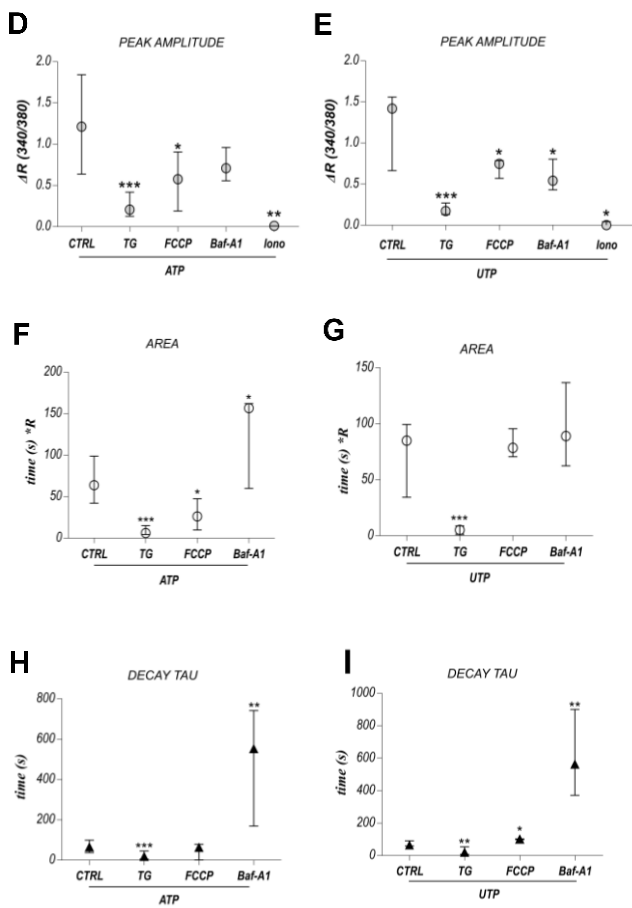 D
PEAK AMPLITUDE
ΔR (340/380)
2.0
1.5
1.0
0.5
0.0
***
*
**
CTRL TG FCCP Baf-A1 Iono
ATP
E
PEAK AMPLITUDE
ΔR (340/380)
2.0
1.5
1.0
0.5
0.0
***
*
*
*
CTRL TG FCCP Baf-A1 Iono
UTP
F
AREA
time (s) *R
200
150
100
50
0
***
*
*
CTRL TG FCCP Baf-A1
ATP
G
AREA
time (s) *R
150
100
50
0
***
CTRL TG FCCP Baf-A1
UTP
H
DECAY TAU
time (s)
800
600
400
200
0
***
**
CTRL TG FCCP Baf-A1
ATP
I
DECAY TAU
time (s)
1000
800
600
400
200
0
**
*
**
CTRL TG FCCP Baf-A1
UTP